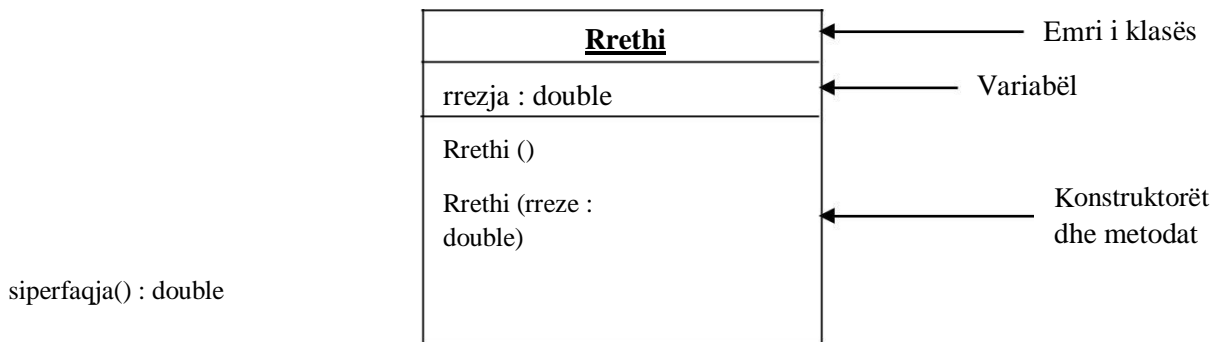 Rrethi
Emri i klasës
rrezja : double
Variabël
Rrethi ()
Rrethi (rreze :
double)
Konstruktorët
dhe metodat
siperfaqja() : double